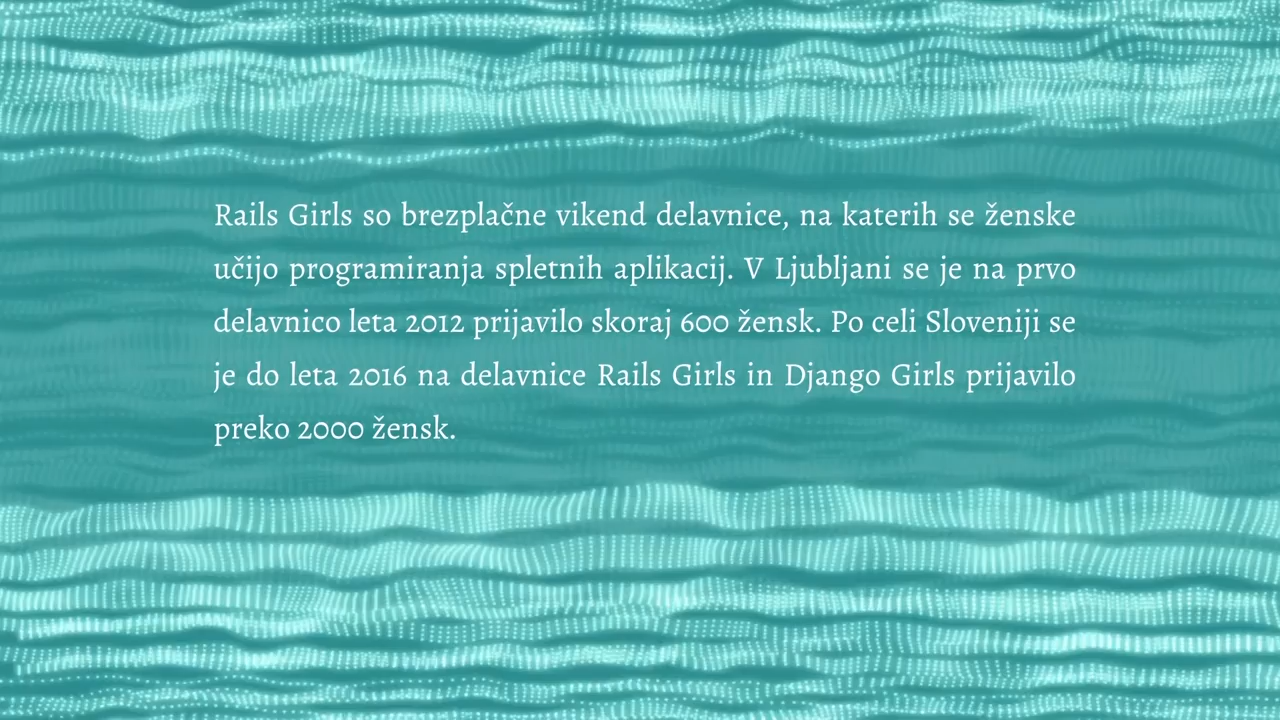 Rails Girls so brezplačne vikend delavnice, na katerih se ženske
učijo programiranja spletnih aplikacij. V Ljubljani se je na prvo
delavnico leta 2012 prijavilo skoraj 600 žensk. Po celi Sloveniji se
je do leta 2016 na delavnice Rails Girls in Django Girls prijavilo
preko 2000 žensk.